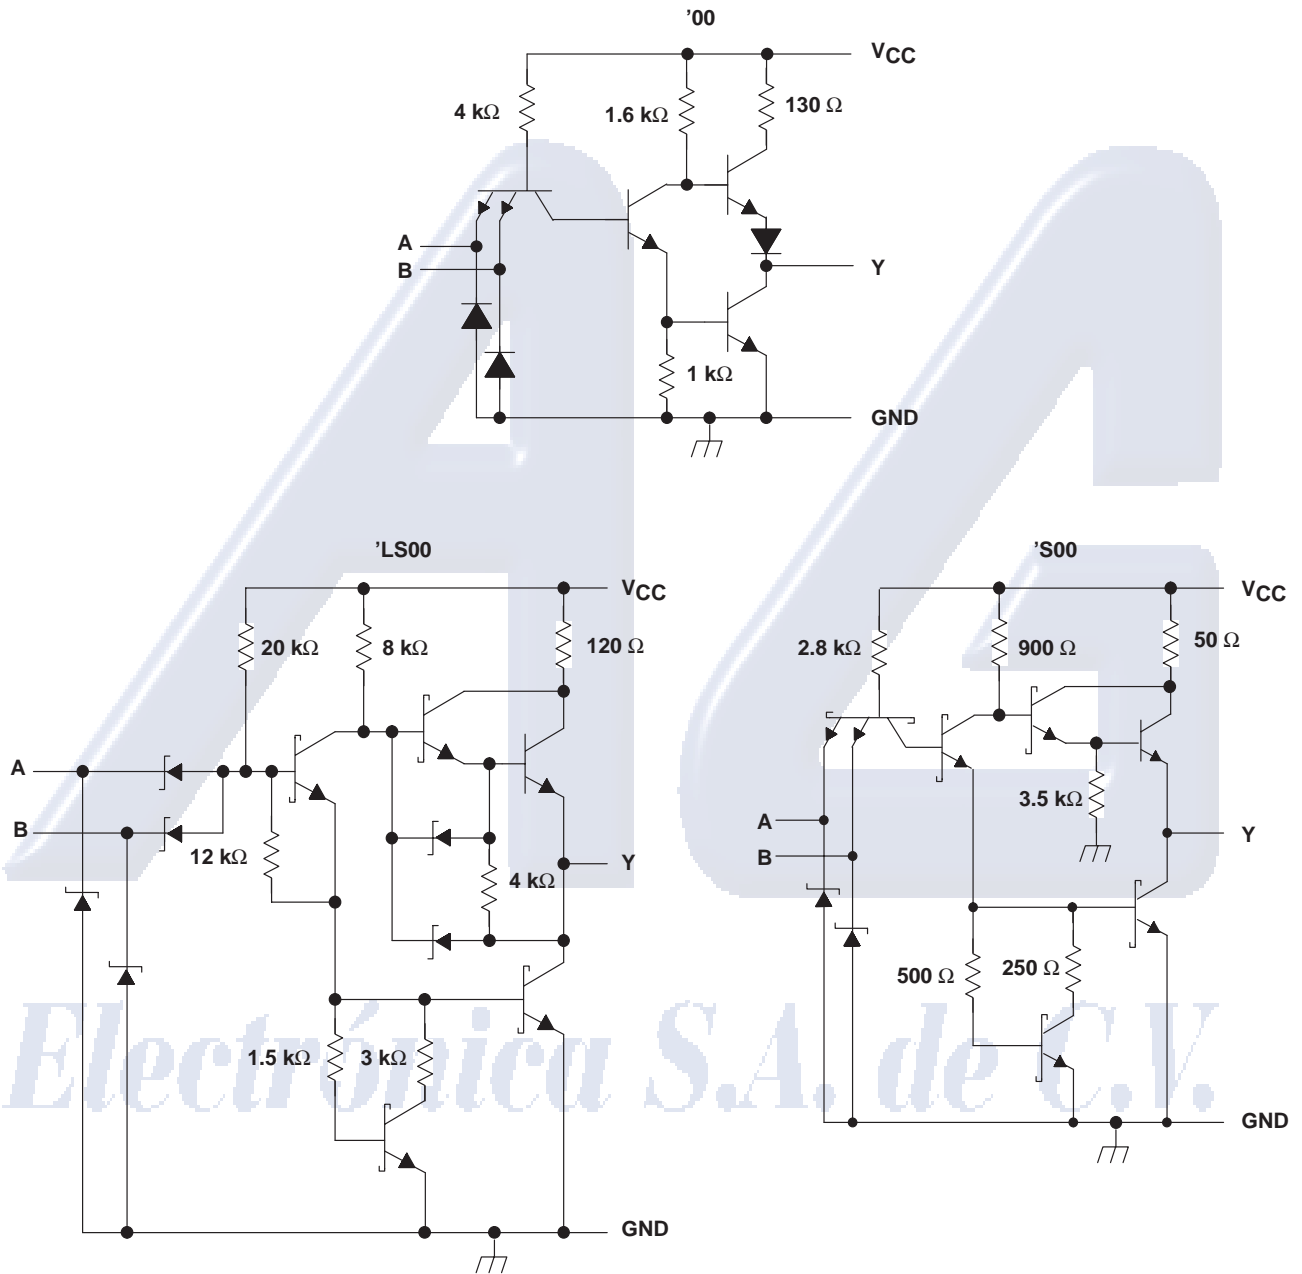 ’00
VCC
4 kΩ
1.6 kΩ
130 Ω
A
B
Y
1 kΩ
GND
’LS00
VCC
20 kΩ
8 kΩ
120 Ω
A
B
12 kΩ
4 kΩ
Y
1.5 kΩ
3 kΩ
GND
’S00
VCC
2.8 kΩ
900 Ω
50 Ω
3.5 kΩ
A
B
Y
500 Ω
250 Ω
GND
AG
Electrónica S.A. de C.V.